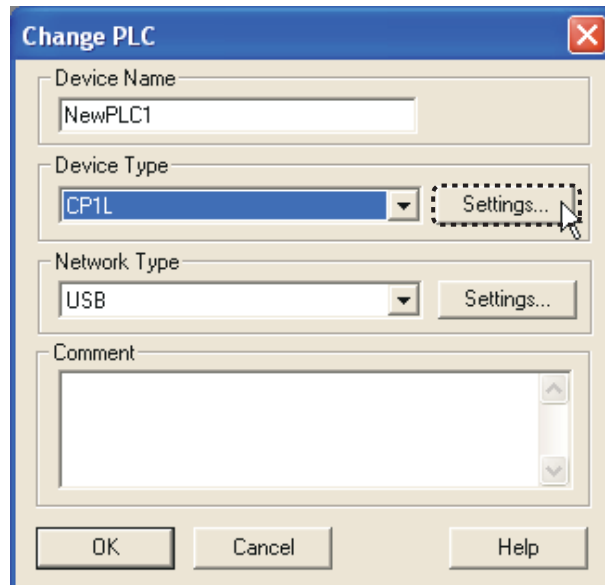 Change PLC
Device Name
NewPLC1
Device Type
CP1L
Settings...
Network Type
USB
Settings...
Comment
OK
Cancel
Help